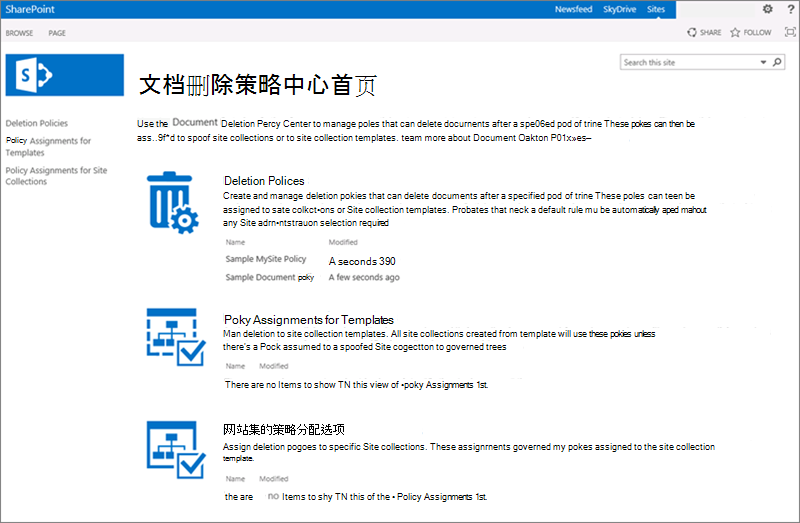 SharePoint
Newsfeed SkyDrive Sites
?
BROWSE PAGE
SHARE FOLLOW
S
文档删除策略中心首页
Search this site
Deletion Policies
Policy Assignments for
Templates
Policy Assignments for Site
Collections
Use the Document Deletion Percy Center to manage poles that can delete documents after a spe06ed pod of trine These pokes can then be
ass..9f*d to spoof site collections or to site collection templates. team more about Document Oakton P01x»es–
Deletion Polices
Create and manage deletion pokies that can delete documents after a specified pod of trine These poles can teen be
assigned to sate colkct•ons or Site collection templates. Probates that neck a default rule mu be automatically aped mahout
any Site adrn•ntstrauon selection required
Name Modified
Sample MySite Policy A seconds 390
Sample Document poky A few seconds ago
Poky Assignments for Templates
Man deletion to site collection templates. All site collections created from template will use these pokies unless
there's a Pock assumed to a spoofed Site cogetton to governed trees
Name Modified
There are no Items to show TN this view of •poky Assignments 1st.
网站集的策略分配选项
Assign deletion pogoes to specific Site collections. These assignrnents governed my pokes assigned to the site collection
template.
Name Modified
the are no Items to shy TN this of the • Policy Assignments 1st.